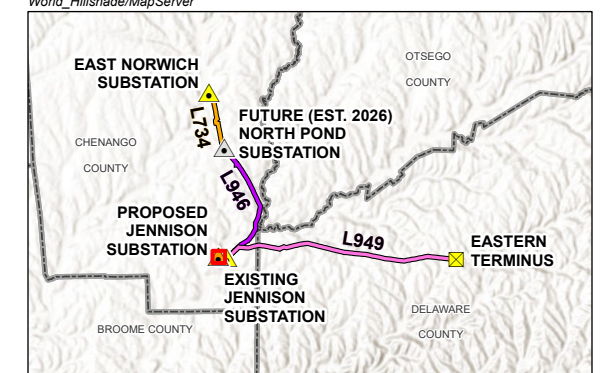 World_Hillshade/MapServer
OTSEGO
COUNTY
EAST NORWICH
SUBSTATION
L734
FUTURE (EST. 2026)
NORTH POND
SUBSTATION
CHENANGO
COUNTY
L946
PROPOSED
JENNISON
SUBSTATION
L949
EASTERN
TERMINUS
EXISTING
JENNISON
SUBSTATION
DELAWARE
COUNTY
BROOME COUNTY